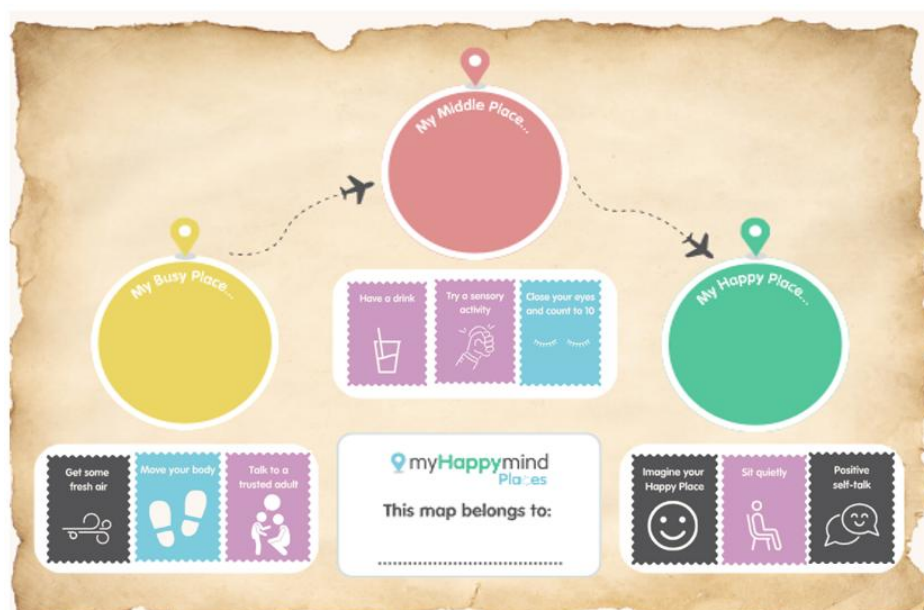 My Middle Place...
My Busy Place...
My Happy Place...
Have a drink
Try a sensory
activity
Close your eyes
and count to 10
Get some
fresh air
Move your body
Talk to a
trusted adult
myHappymind
Places
This map belongs to:
Imagine your
Happy Place
Sit quietly
Positive
self-talk